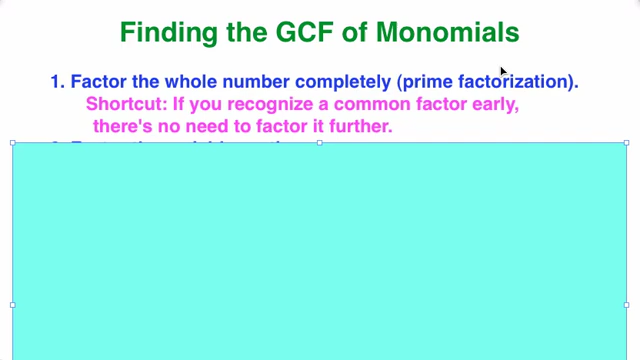 Finding the GCF of Monomials
1. Factor the whole number completely (prime factorization).
Shortcut: If you recognize a common factor early,
there's no need to factor it further.